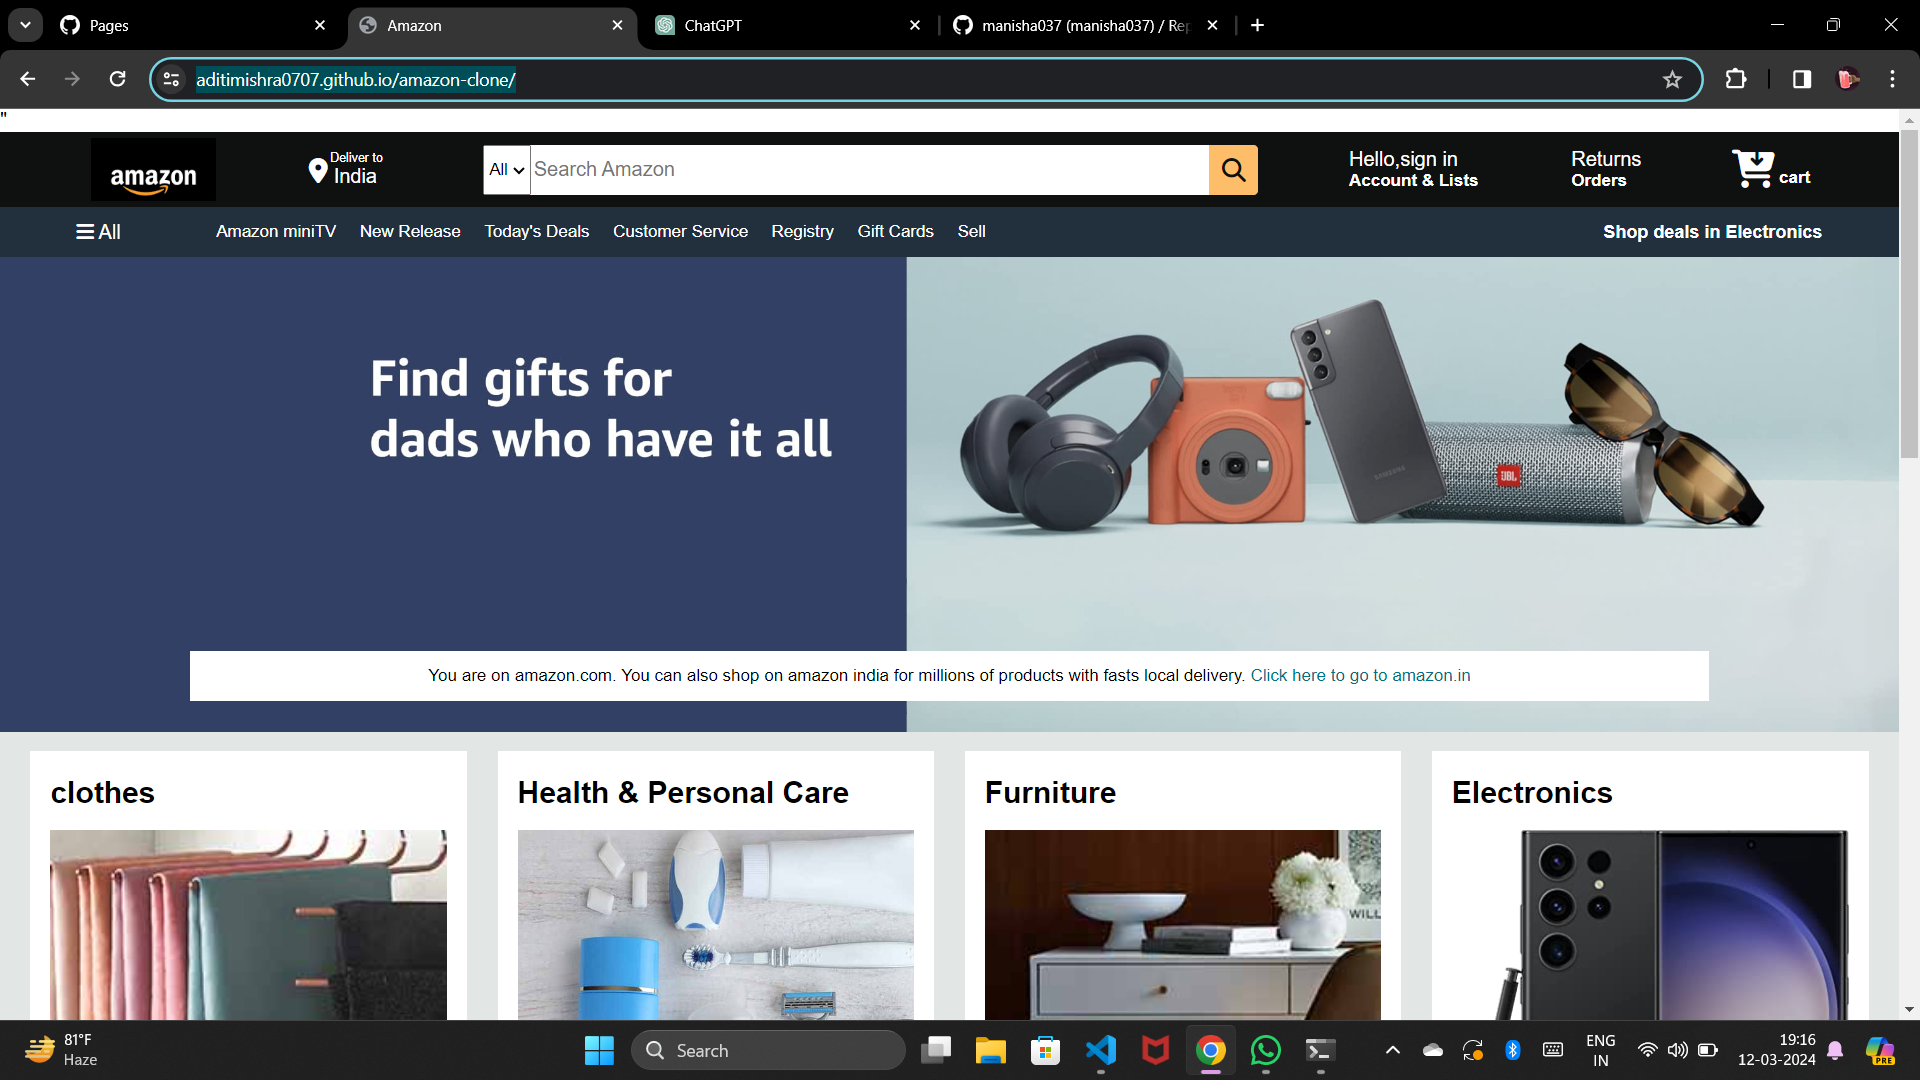 Pages
Amazon
ChatGPT
manisha037 (manisha037) / Rep
aditimishra0707.github.io/amazon-clone/
"
amazon
Deliver to
India
All
Search Amazon
Hello,sign in
Account & Lists
Returns
Orders
cart
All
Amazon miniTV
New Release
Today's Deals
Customer Service
Registry
Gift Cards
Sell
Shop deals in Electronics
Find gifts for
dads who have it all
SAMSUNG
JBL
You are on amazon.com. You can also shop on amazon india for millions of products with fasts local delivery. Click here to go to amazon.in
clothes
Health & Personal Care
Furniture
Electronics
WILL
81°F
Haze
Search
ENG
IN
19:16
12-03-2024
PRE